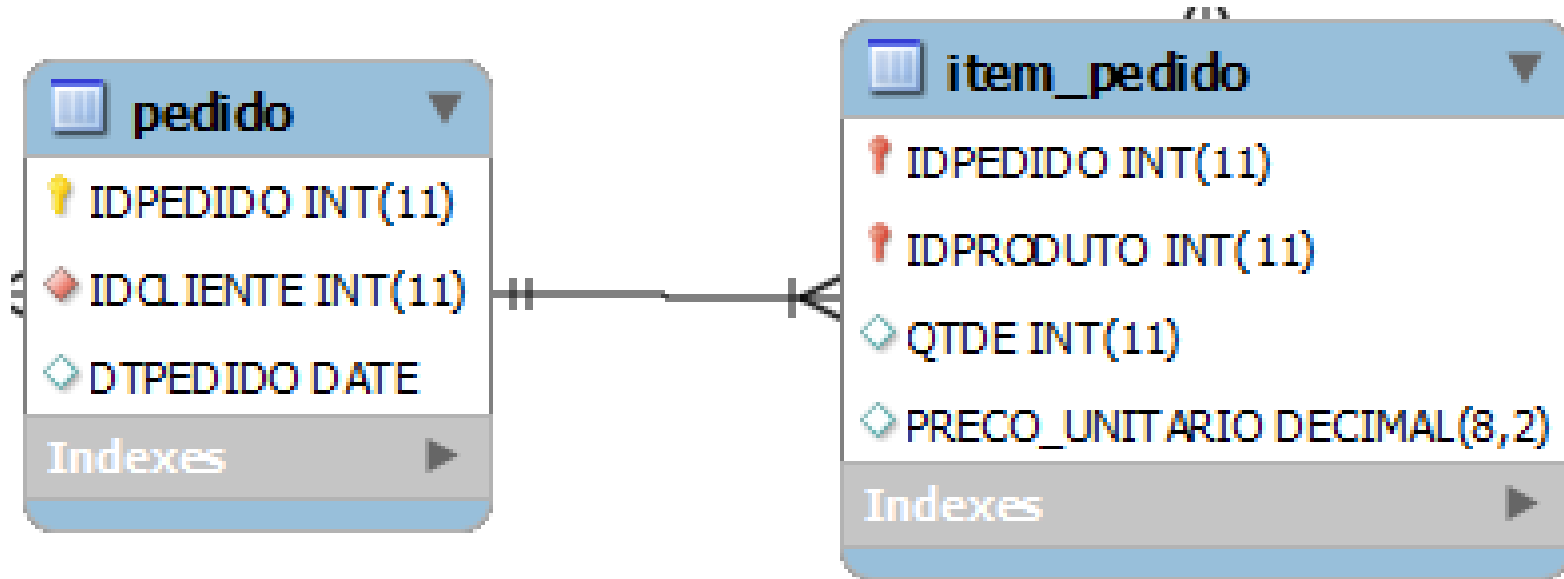 pedido
IDPEDIDO INT(11)
IDCLIENTE INT(11)
DTPEDIDO DATE
Indexes
item_pedido
IDPEDIDO INT(11)
IDPRODUTO INT(11)
QTDE INT(11)
PRECO_UNITARIO DECIMAL(8,2)
Indexes